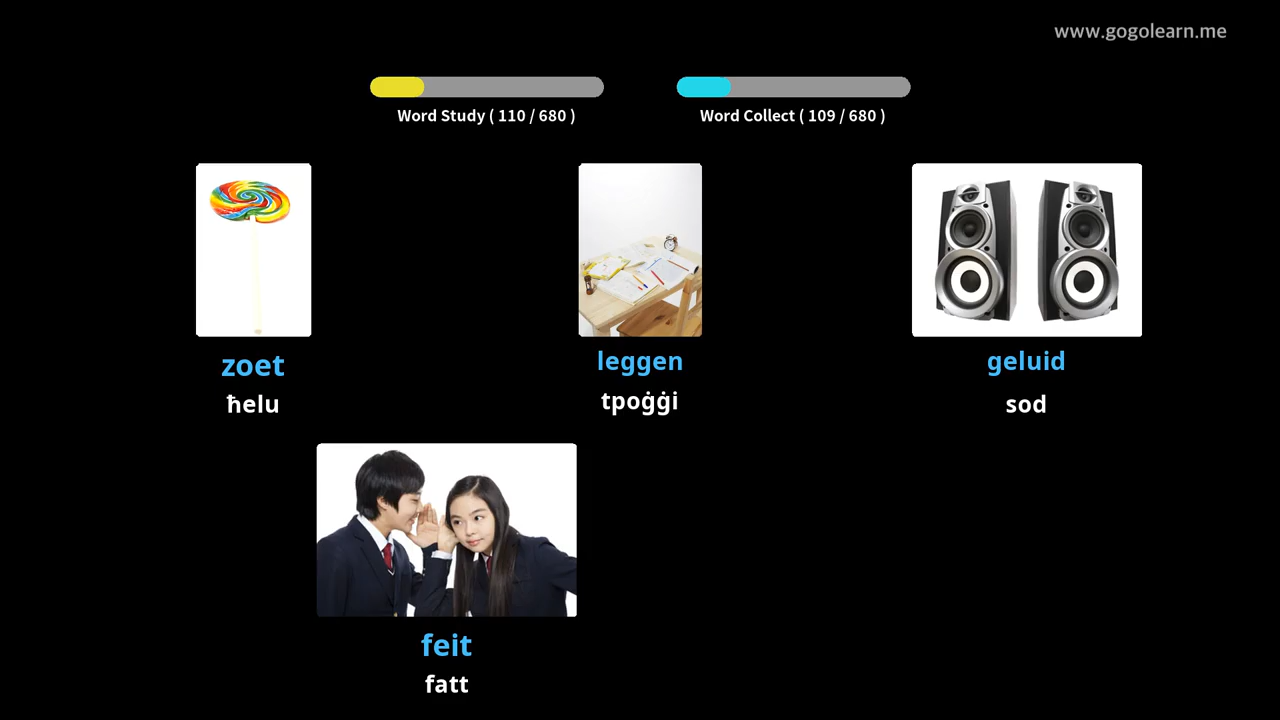 www.gogolearn.me
Word Study ( 110 / 680 )
Word Collect ( 109 / 680 )
zoet
ħelu
leggen
tpoġġi
geluid
sod
feit
fatt